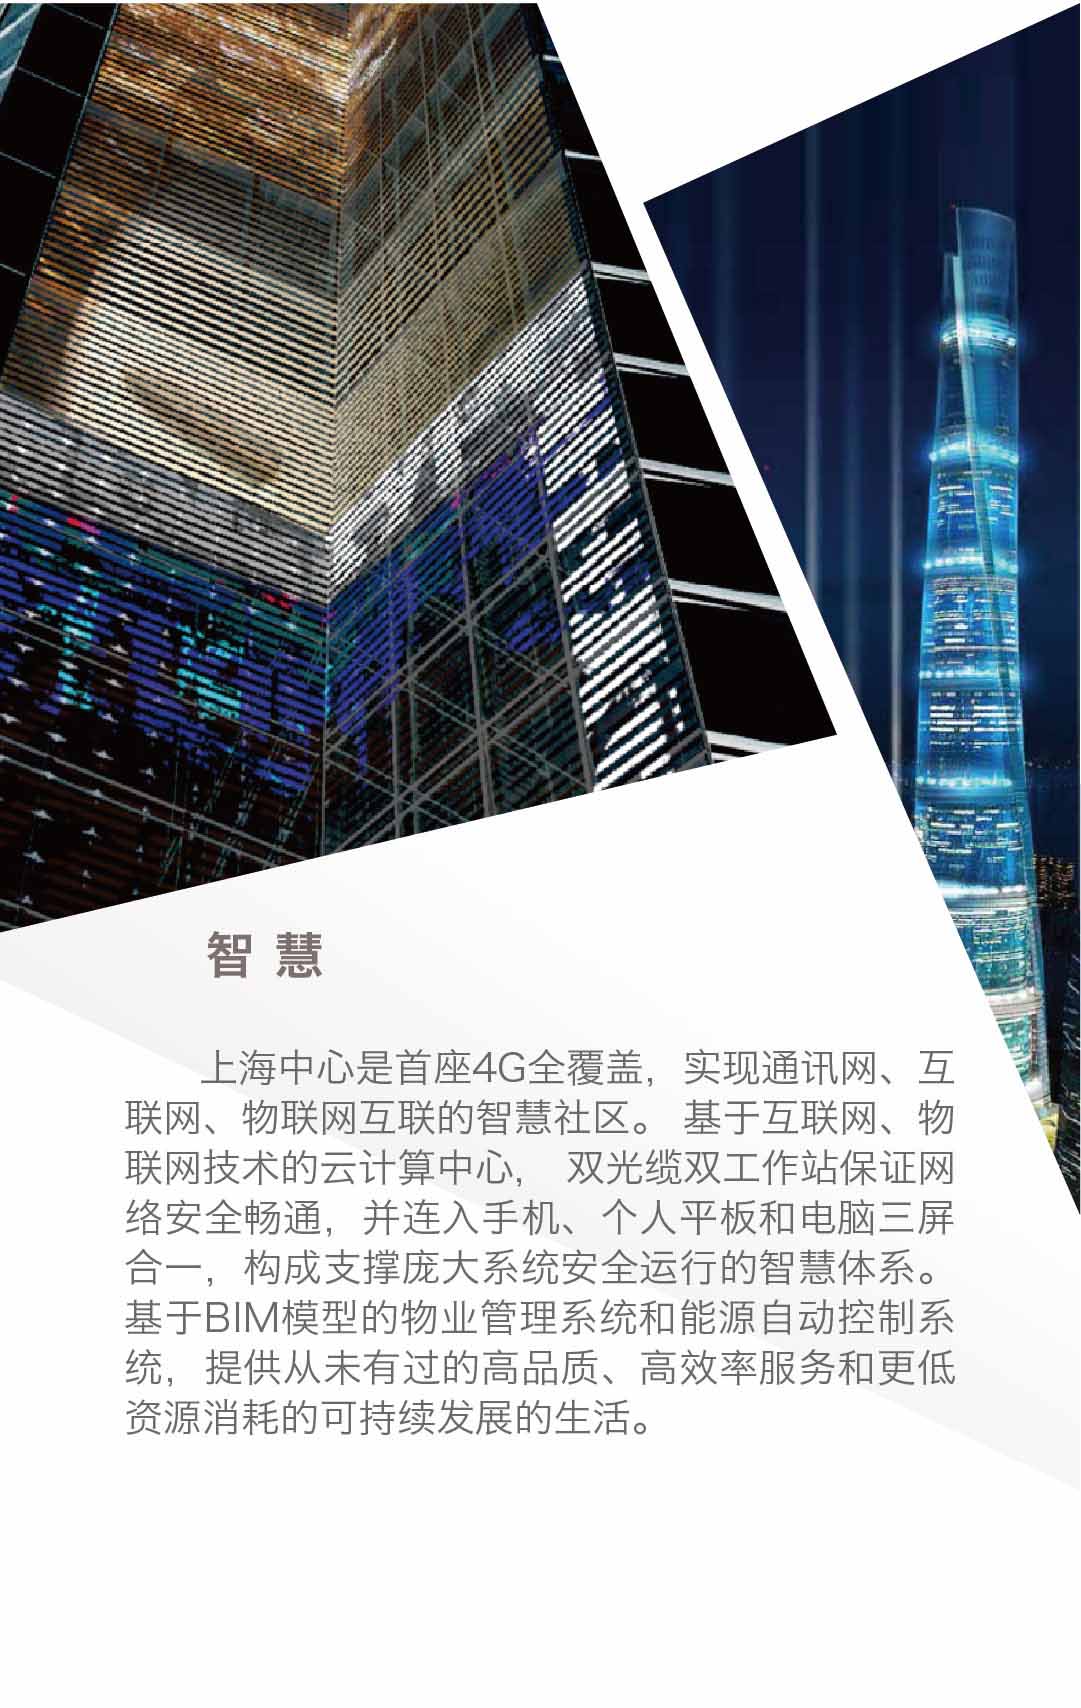 智 慧
上海中心是首座4G全覆盖，实现通讯网、互
联网、物联网互联的智慧社区。 基于互联网、物
联网技术的云计算中心， 双光缆双工作站保证网
络安全畅通，并连入手机、个人平板和电脑三屏
合一，构成支撑庞大系统安全运行的智慧体系。
基于BIM模型的物业管理系统和能源自动控制系
统，提供从未有过的高品质、高效率服务和更低
资源消耗的可持续发展的生活。